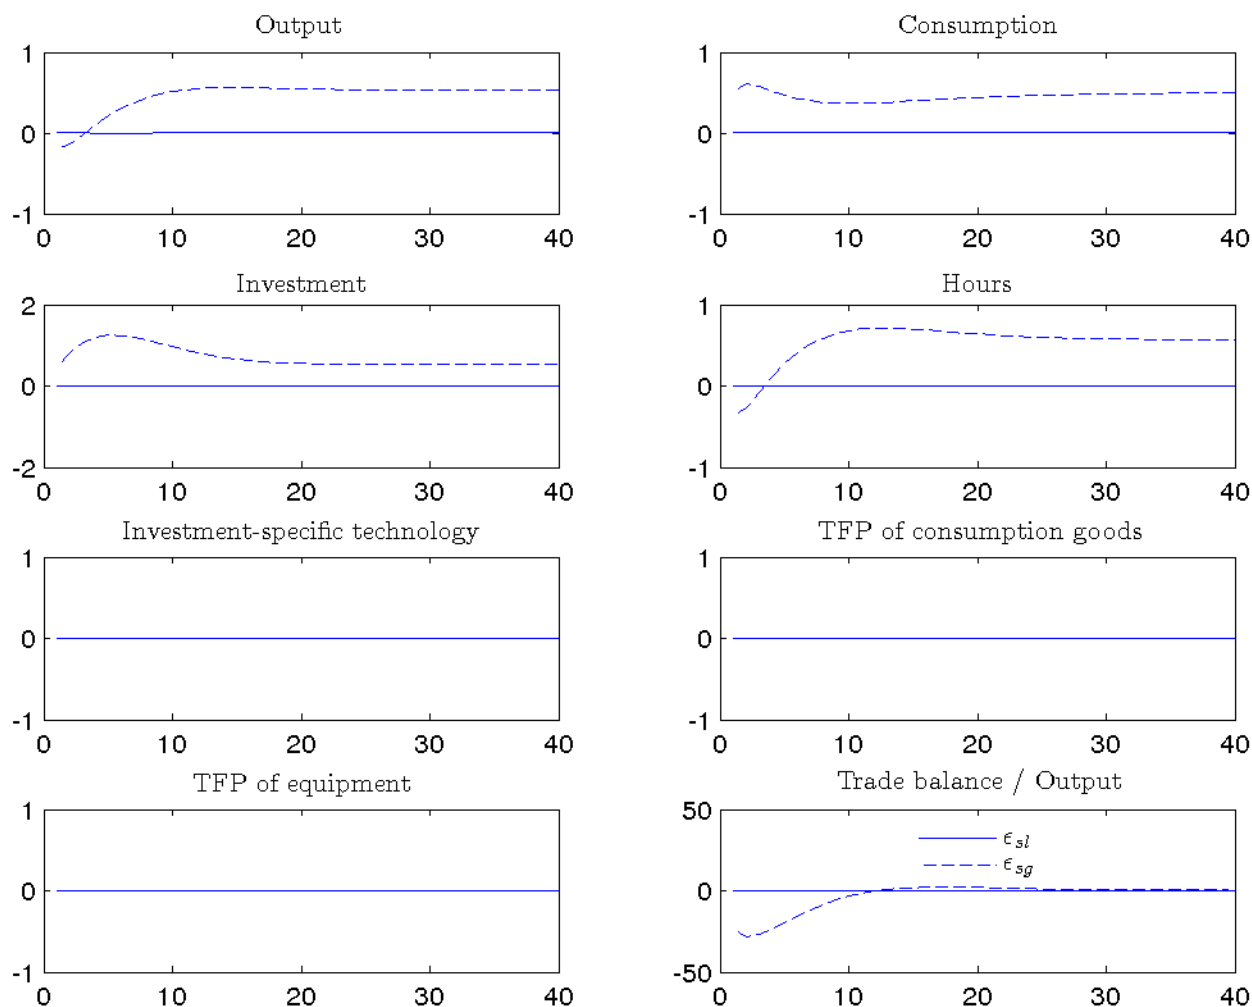 Output
Consumption
1
0
-1
0 10 20 30 40
1
0
-1
0 10 20 30 40
Investment
Hours
2
0
-2
0 10 20 30 40
1
0
-1
0 10 20 30 40
Investment-specific technology
TFP of consumption goods
1
0
-1
0 10 20 30 40
1
0
-1
0 10 20 30 40
TFP of equipment
Trade balance / Output
1
0
-1
0 10 20 30 40
50
0
-50
0 10 20 30 40
ϵsl
ϵsg